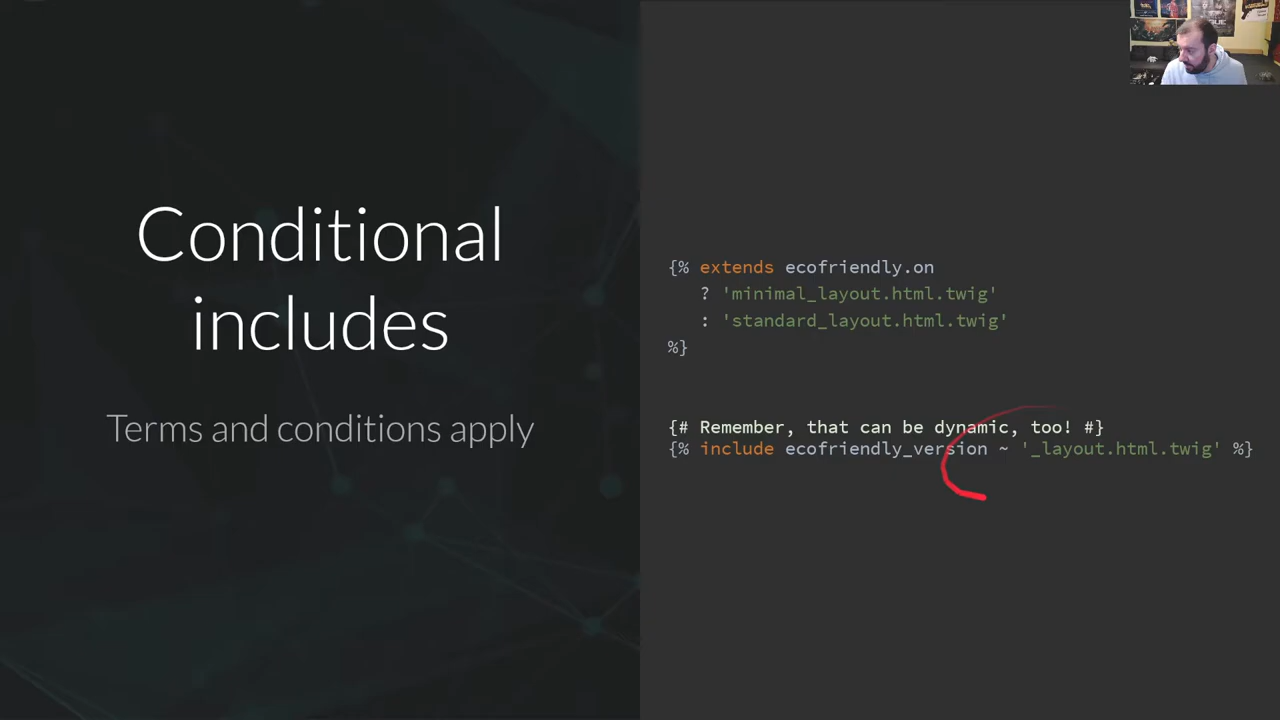 Conditional
includes
Terms and conditions apply
{% extends ecofriendly.on
? 'minimal_layout.html.twig'
: 'standard_layout.html.twig'
%}
{# Remember, that can be dynamic, too! #}
{% include ecofriendly_version ~ '_layout.html.twig' %}